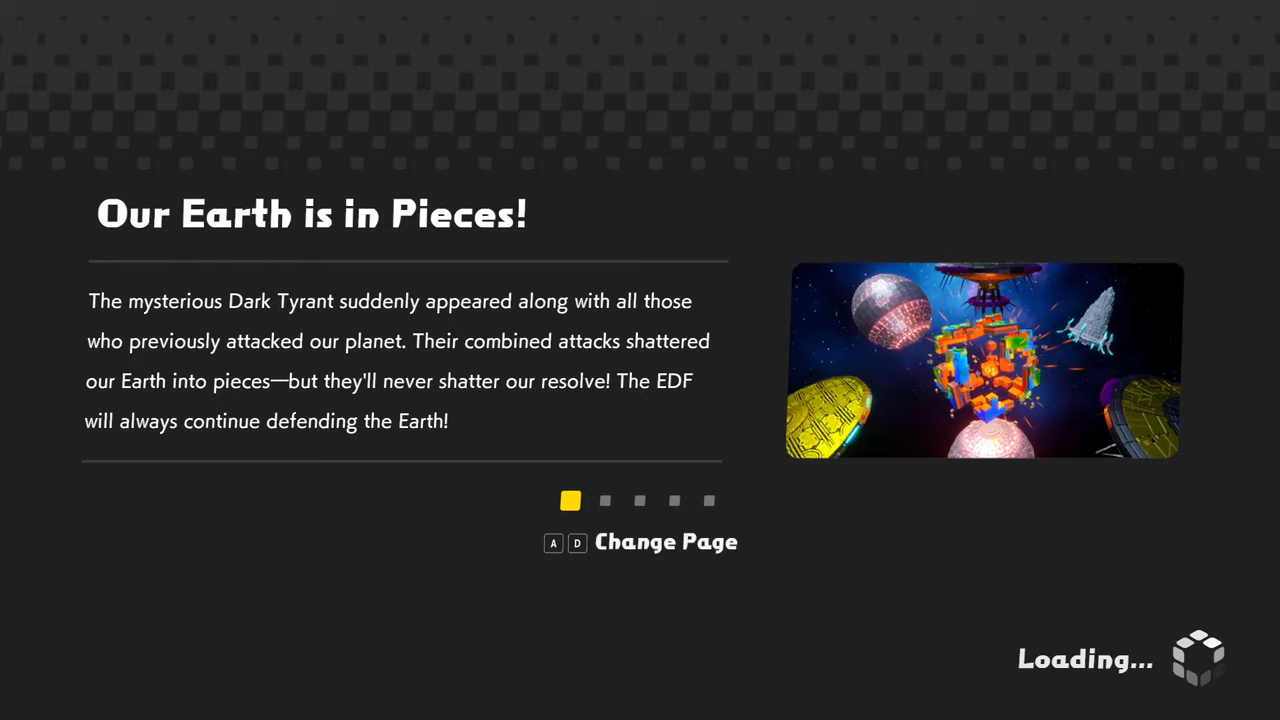 Our Earth is in Pieces!
The mysterious Dark Tyrant suddenly appeared along with all those
who previously attacked our planet. Their combined attacks shattered
our Earth into pieces—but they'll never shatter our resolve! The EDF
will always continue defending the Earth!
A D Change Page
Loading...